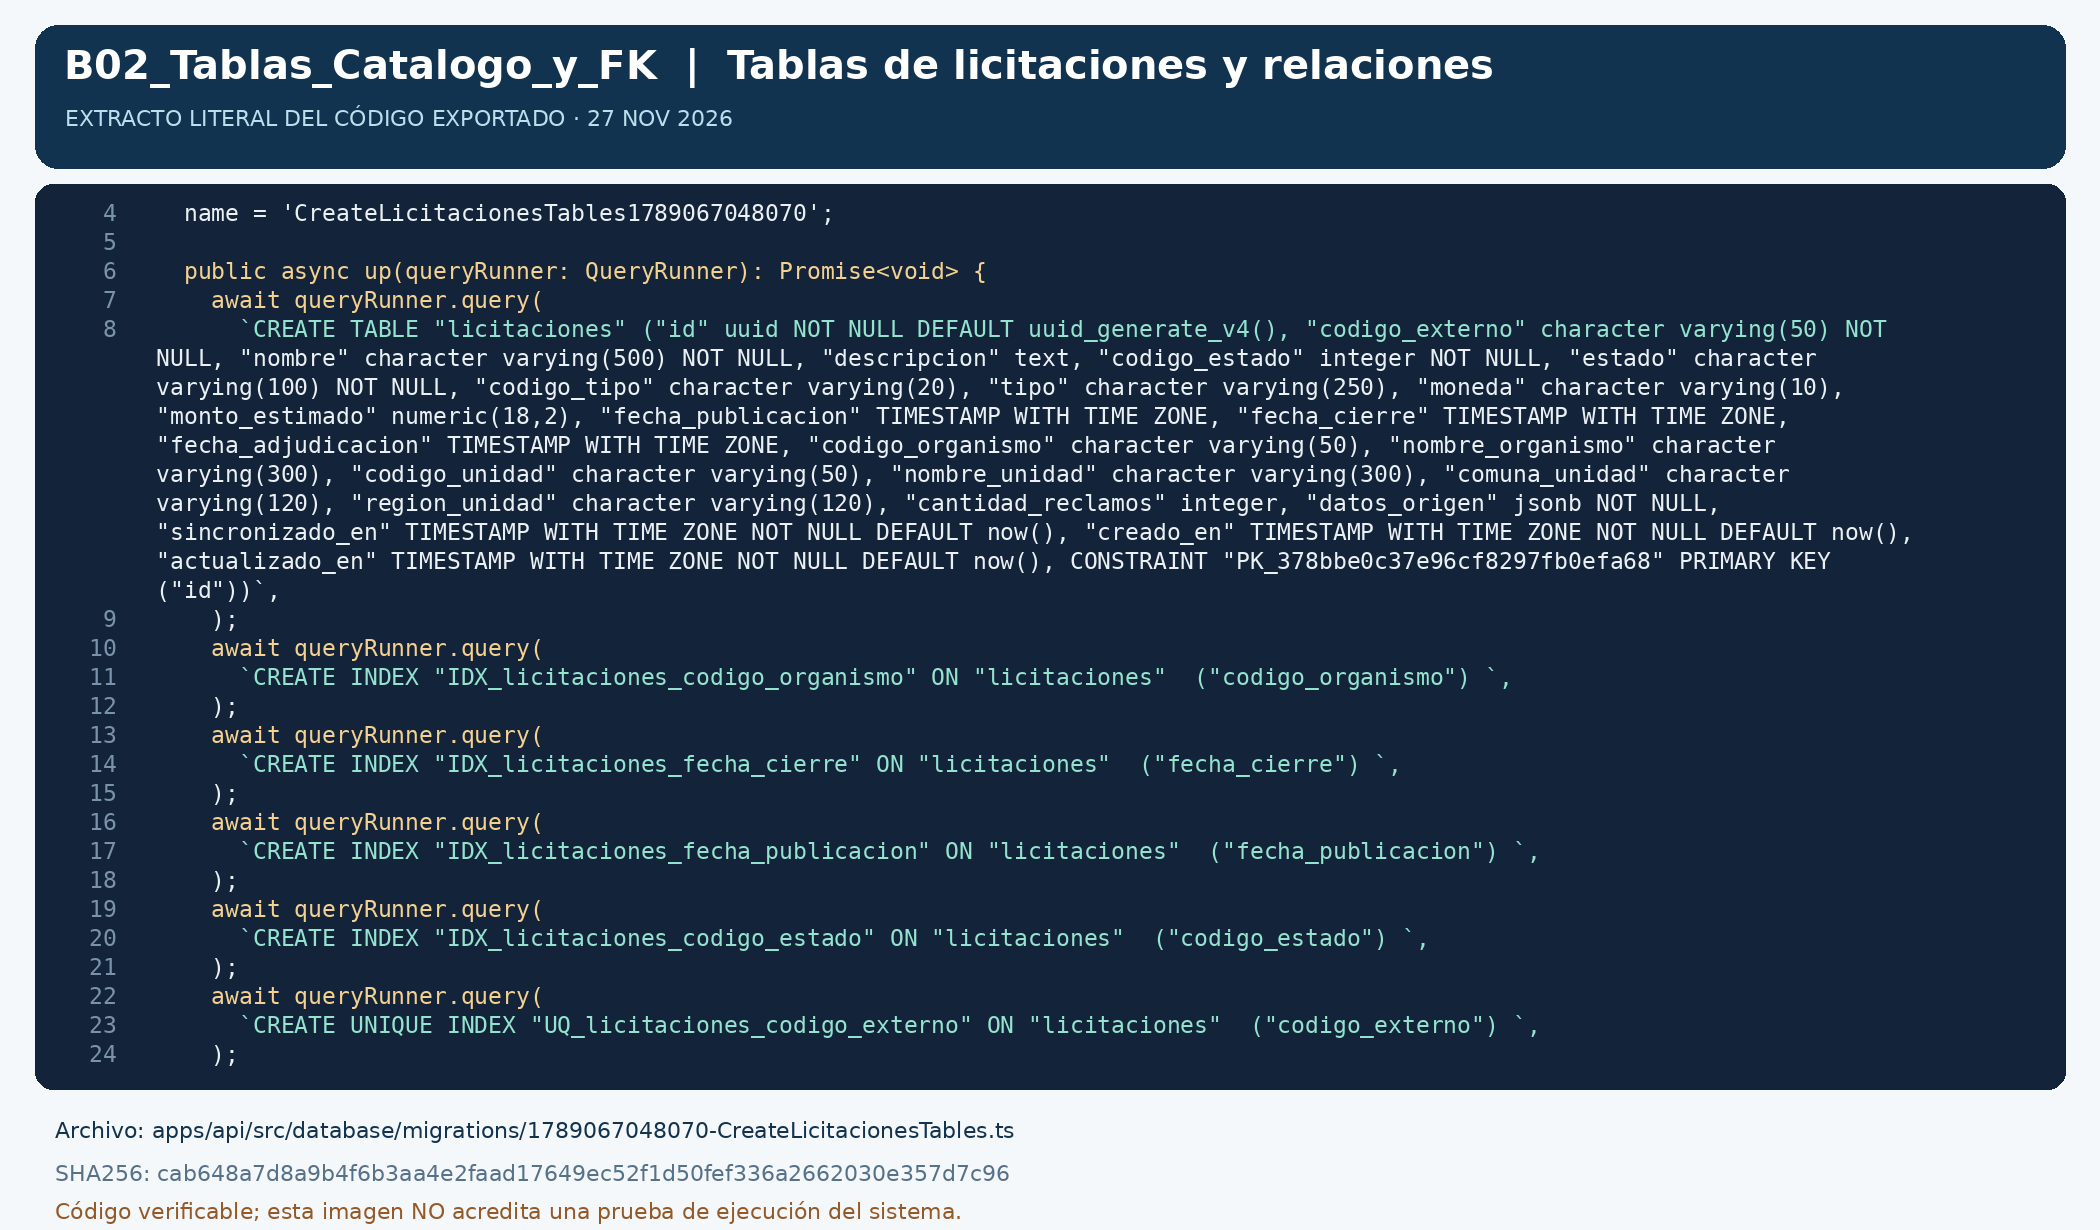 B02_Tablas_Catalogo_y_FK | Tablas de licitaciones y relaciones
EXTRACTO LITERAL DEL CÓDIGO EXPORTADO · 27 NOV 2026
4 name = 'CreateLicitacionesTables1789067048070';
5
6 public async up(queryRunner: QueryRunner): Promise<void> {
7 await queryRunner.query(
8 `CREATE TABLE "licitaciones" ("id" uuid NOT NULL DEFAULT uuid_generate_v4(), "codigo_externo" character varying(50) NOT
NULL, "nombre" character varying(500) NOT NULL, "descripcion" text, "codigo_estado" integer NOT NULL, "estado" character
varying(100) NOT NULL, "codigo_tipo" character varying(20), "tipo" character varying(250), "moneda" character varying(10),
"monto_estimado" numeric(18,2), "fecha_publicacion" TIMESTAMP WITH TIME ZONE, "fecha_cierre" TIMESTAMP WITH TIME ZONE,
"fecha_adjudicacion" TIMESTAMP WITH TIME ZONE, "codigo_organismo" character varying(50), "nombre_organismo" character
varying(300), "codigo_unidad" character varying(50), "nombre_unidad" character varying(300), "comuna_unidad" character
varying(120), "region_unidad" character varying(120), "cantidad_reclamos" integer, "datos_origen" jsonb NOT NULL,
"sincronizado_en" TIMESTAMP WITH TIME ZONE NOT NULL DEFAULT now(), "creado_en" TIMESTAMP WITH TIME ZONE NOT NULL DEFAULT now(),
"actualizado_en" TIMESTAMP WITH TIME ZONE NOT NULL DEFAULT now(), CONSTRAINT "PK_378bbe0c37e96cf8297fb0efa68" PRIMARY KEY
("id"))`,
9 );
10 await queryRunner.query(
11 `CREATE INDEX "IDX_licitaciones_codigo_organismo" ON "licitaciones"  ("codigo_organismo") `,
12 );
13 await queryRunner.query(
14 `CREATE INDEX "IDX_licitaciones_fecha_cierre" ON "licitaciones"  ("fecha_cierre") `,
15 );
16 await queryRunner.query(
17 `CREATE INDEX "IDX_licitaciones_fecha_publicacion" ON "licitaciones"  ("fecha_publicacion") `,
18 );
19 await queryRunner.query(
20 `CREATE INDEX "IDX_licitaciones_codigo_estado" ON "licitaciones"  ("codigo_estado") `,
21 );
22 await queryRunner.query(
23 `CREATE UNIQUE INDEX "UQ_licitaciones_codigo_externo" ON "licitaciones"  ("codigo_externo") `,
24 );
Archivo: apps/api/src/database/migrations/1789067048070-CreateLicitacionesTables.ts
SHA256: cab648a7d8a9b4f6b3aa4e2faad17649ec52f1d50fef336a2662030e357d7c96
Código verificable; esta imagen NO acredita una prueba de ejecución del sistema.